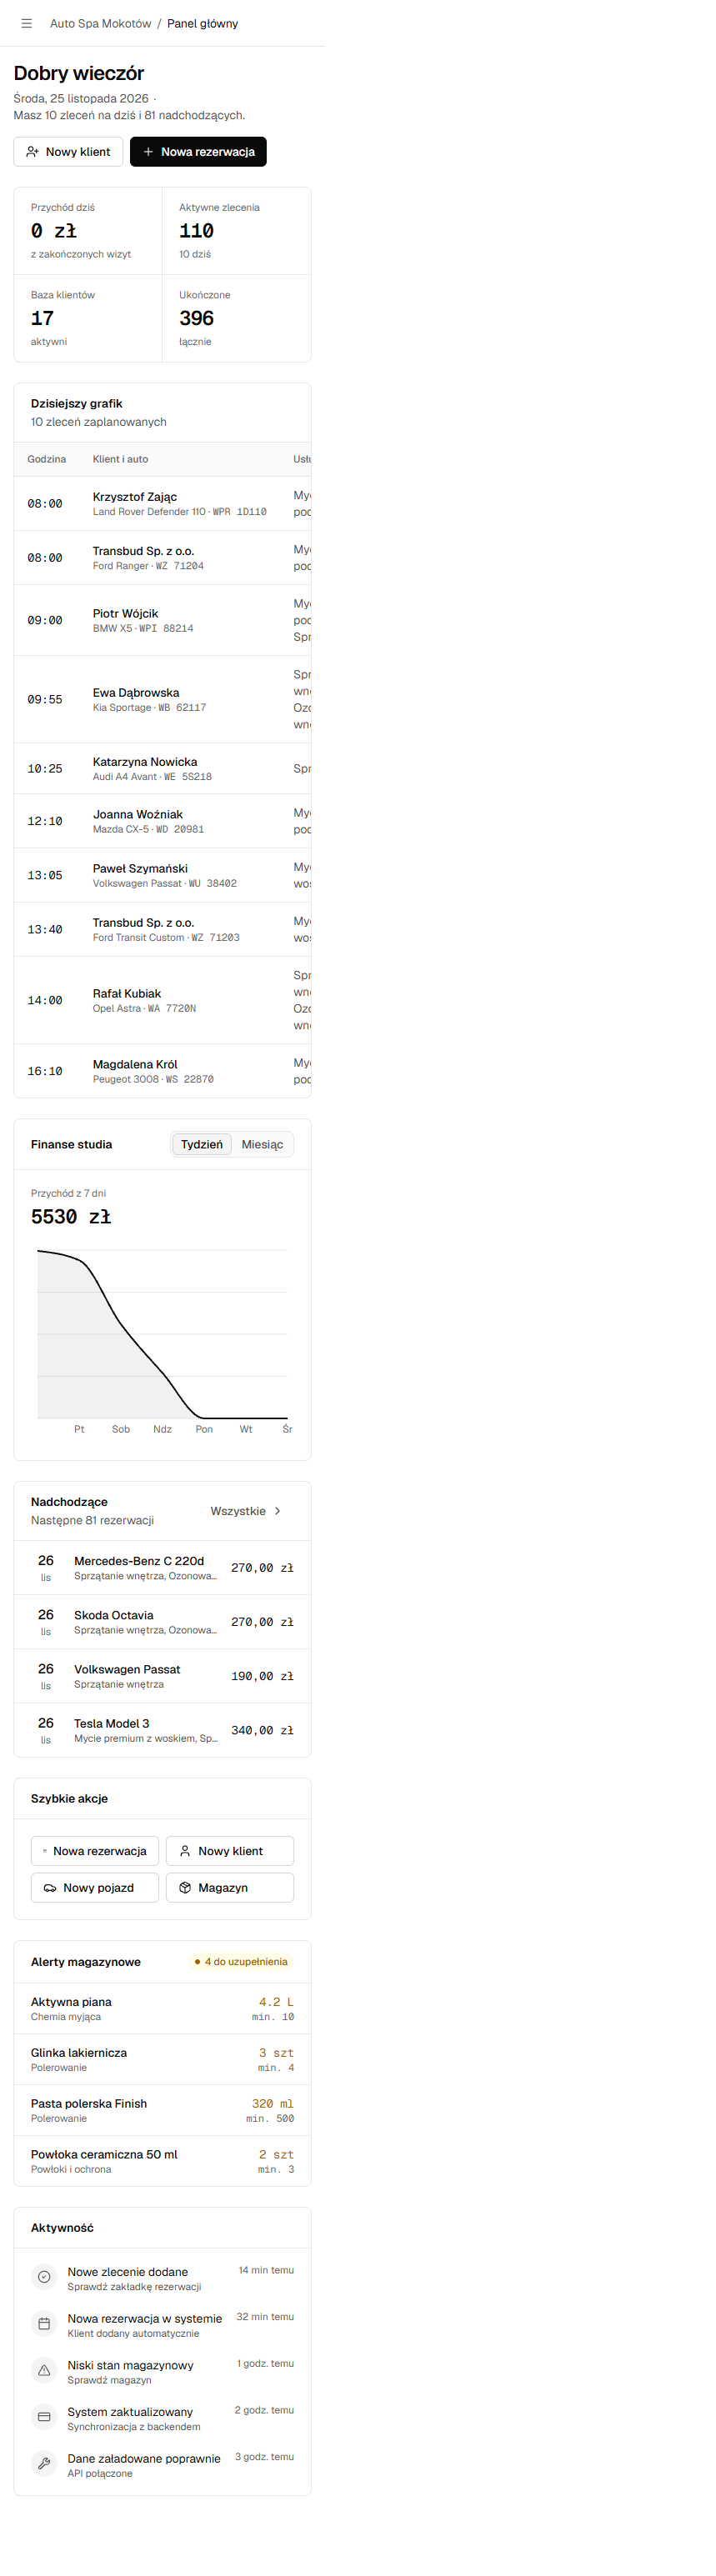 Auto Spa Mokotów / Panel główny
Dobry wieczór
Środa, 25 listopada 2026 ·
Masz 10 zleceń na dziś i 81 nadchodzących.
Nowy klient
Nowa rezerwacja
Przychód dziś
0 zł
z zakończonych wizyt
Aktywne zlecenia
110
10 dziś
Baza klientów
17
aktywni
Ukończone
396
łącznie
Dzisiejszy grafik
10 zleceń zaplanowanych
Godzina Klient i auto
08:00 Krzysztof Zając
Land Rover Defender 110 · WPR 1D110
08:00 Transbud Sp. z o.o.
Ford Ranger · WZ 71204
09:00 Piotr Wójcik
BMW X5 · WPI 88214
09:55 Ewa Dąbrowska
Kia Sportage · WB 62117
10:25 Katarzyna Nowicka
Audi A4 Avant · WE 5S218
12:10 Joanna Woźniak
Mazda CX-5 · WD 20981
13:05 Paweł Szymański
Volkswagen Passat · WU 38402
13:40 Transbud Sp. z o.o.
Ford Transit Custom · WZ 71203
14:00 Rafał Kubiak
Opel Astra · WA 7720N
16:10 Magdalena Król
Peugeot 3008 · WS 22870
Finanse studia
Tydzień Miesiąc
Przychód z 7 dni
5530 zł
Pt Sob Ndz Pon Wt Śr
Nadchodzące
Następne 81 rezerwacji
Wszystkie
26 lis
Mercedes-Benz C 220d
Sprzątanie wnętrza, Ozonowa...
270,00 zł
26 lis
Skoda Octavia
Sprzątanie wnętrza, Ozonowa...
270,00 zł
26 lis
Volkswagen Passat
Sprzątanie wnętrza
190,00 zł
26 lis
Tesla Model 3
Mycie premium z woskiem, Sp...
340,00 zł
Szybkie akcje
Nowa rezerwacja
Nowy klient
Nowy pojazd
Magazyn
Alerty magazynowe
4 do uzupełnienia
Aktywna piana 4.2 L
Chemia myjąca min. 10
Glinka lakiernicza 3 szt
Polerowanie min. 4
Pasta polerska Finish 320 ml
Polerowanie min. 500
Powłoka ceramiczna 50 ml 2 szt
Powłoki i ochrona min. 3
Aktywność
Nowe zlecenie dodane 14 min temu
Sprawdź zakładkę rezerwacji
Nowa rezerwacja w systemie 32 min temu
Klient dodany automatycznie
Niski stan magazynowy 1 godz. temu
Sprawdź magazyn
System zaktualizowany 2 godz. temu
Synchronizacja z backendem
Dane załadowane poprawnie 3 godz. temu
API połączone